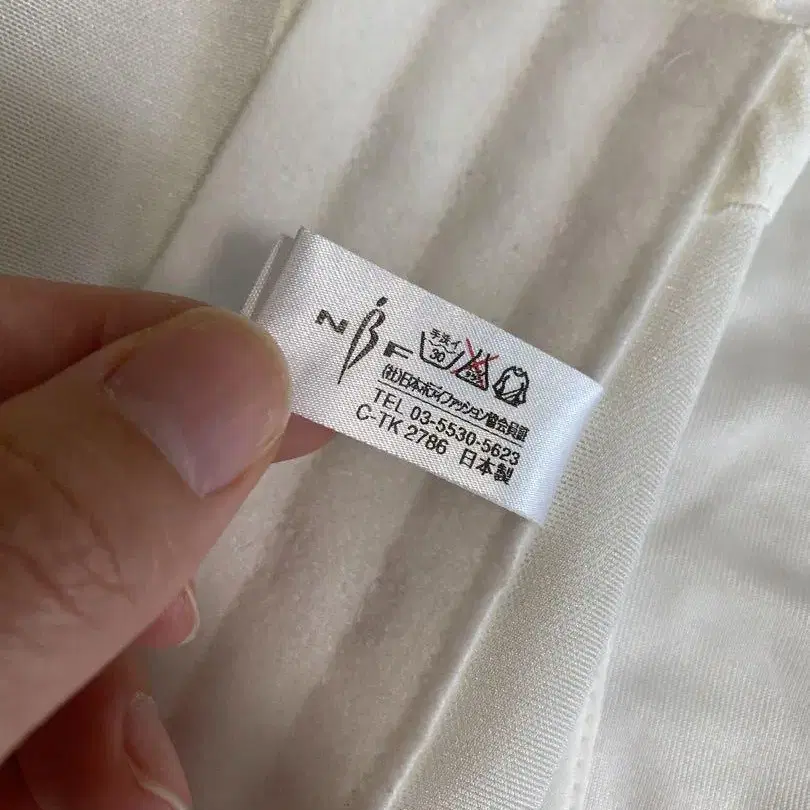 NBF
手洗イ
30
(社)日本ボディファッション協会員証
TEL 03-5530-5623
C-TK 2786 日本製